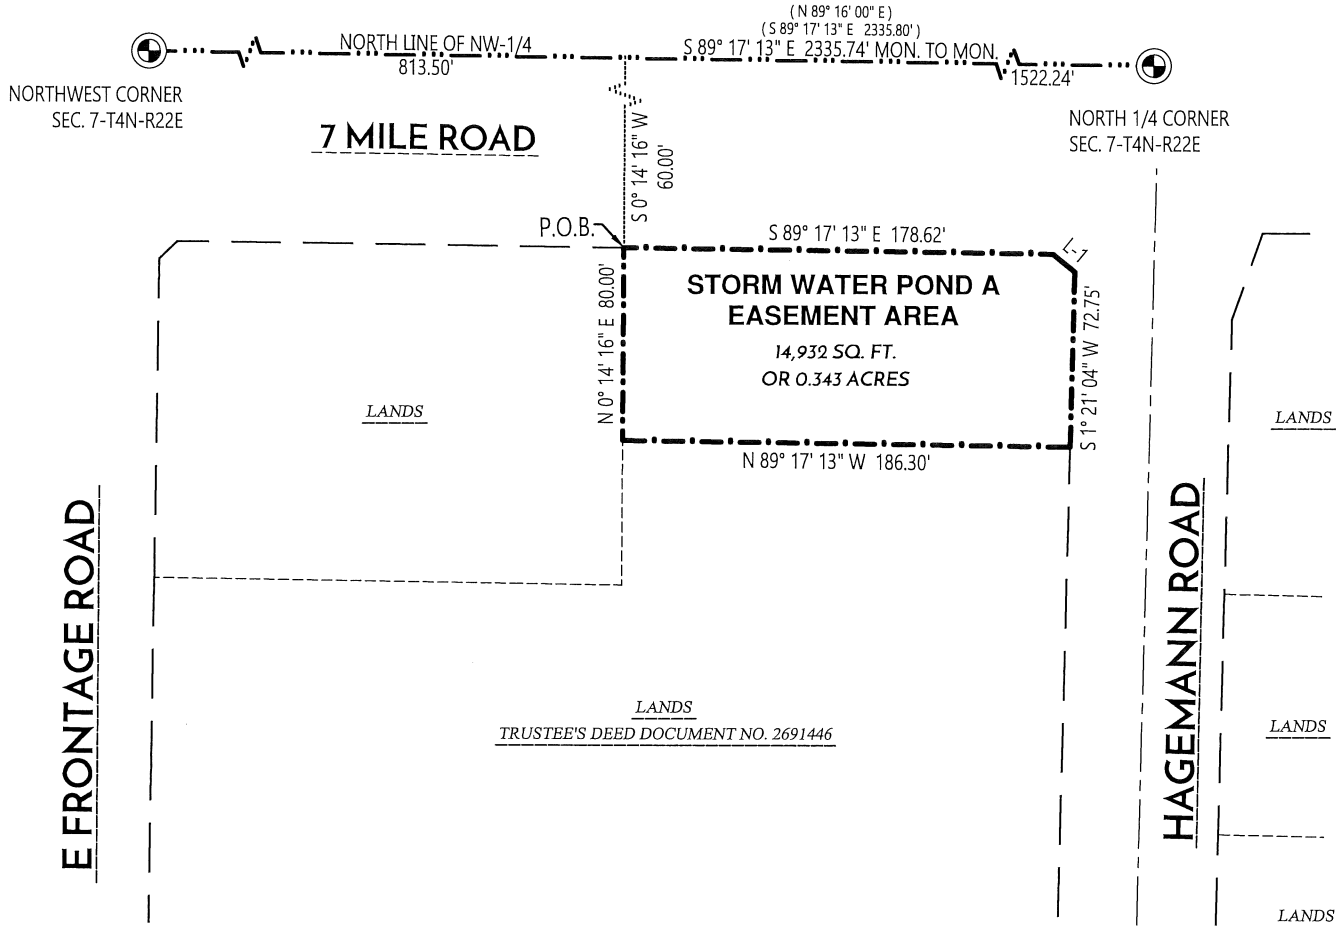 ( N 89° 16' 00" E )
( S 89° 17' 13" E 2335.80' )
NORTH LINE OF NW-1/4
S 89° 17' 13" E 2335.74' MON. TO MON.
813.50'
1522.24'
NORTHWEST CORNER
SEC. 7-T4N-R22E
NORTH 1/4 CORNER
SEC. 7-T4N-R22E
7 MILE ROAD
S 0° 14' 16" W
60.00'
P.O.B.
S 89° 17' 13" E 178.62'
L-1
STORM WATER POND A
EASEMENT AREA
14,932 SQ. FT.
OR 0.343 ACRES
N 0° 14' 16" E 80.00'
S 1° 21' 04" W 72.75'
N 89° 17' 13" W 186.30'
LANDS
LANDS
E FRONTAGE ROAD
HAGEMANN ROAD
LANDS
TRUSTEE'S DEED DOCUMENT NO. 2691446
LANDS
LANDS